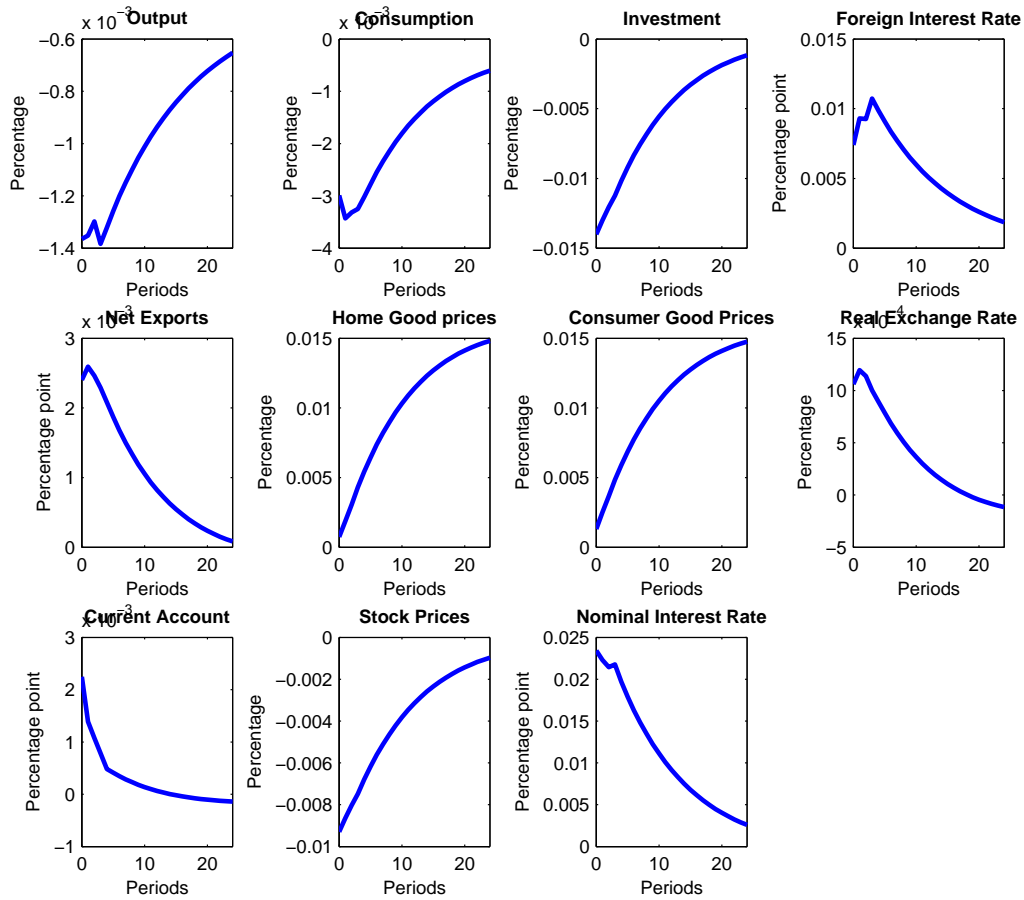 Output
x 10−3
Percentage
−0.6
−0.8
−1
−1.2
−1.4
0 10 20
Periods
Consumption
x 10−3
Percentage
0
−1
−2
−3
−4
0 10 20
Periods
Investment
Percentage
0
−0.005
−0.01
−0.015
0 10 20
Periods
Foreign Interest Rate
Percentage point
0.015
0.01
0.005
0
0 10 20
Periods
Net Exports
x 10−3
Percentage point
3
2
1
0
0 10 20
Periods
Home Good prices
Percentage
0.015
0.01
0.005
0
0 10 20
Periods
Consumer Good Prices
Percentage
0.015
0.01
0.005
0
0 10 20
Periods
Real Exchange Rate
x 10−4
Percentage
15
10
5
0
−5
0 10 20
Periods
Current Account
x 10−3
Percentage point
3
2
1
0
−1
0 10 20
Periods
Stock Prices
Percentage
0
−0.002
−0.004
−0.006
−0.008
−0.01
0 10 20
Periods
Nominal Interest Rate
Percentage point
0.025
0.02
0.015
0.01
0.005
0
0 10 20
Periods